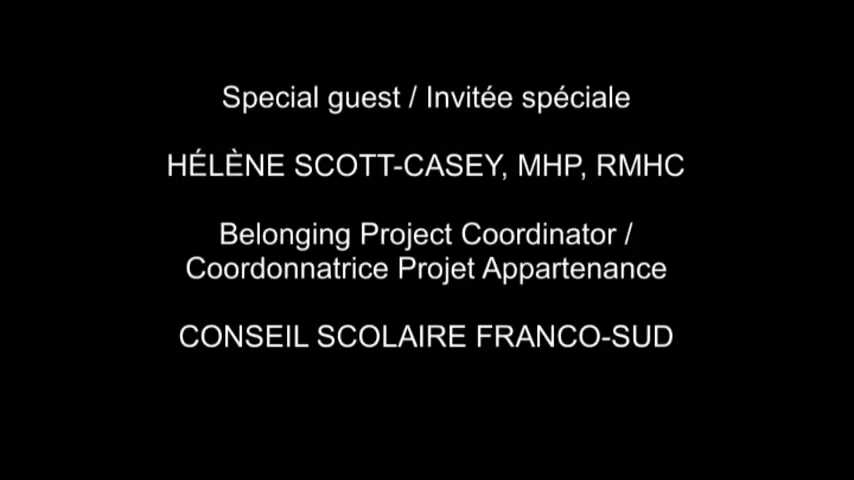 Special guest / Invitée spéciale
HÉLÈNE SCOTT-CASEY, MHP, RMHC
Belonging Project Coordinator /
Coordonnatrice Projet Appartenance
CONSEIL SCOLAIRE FRANCO-SUD